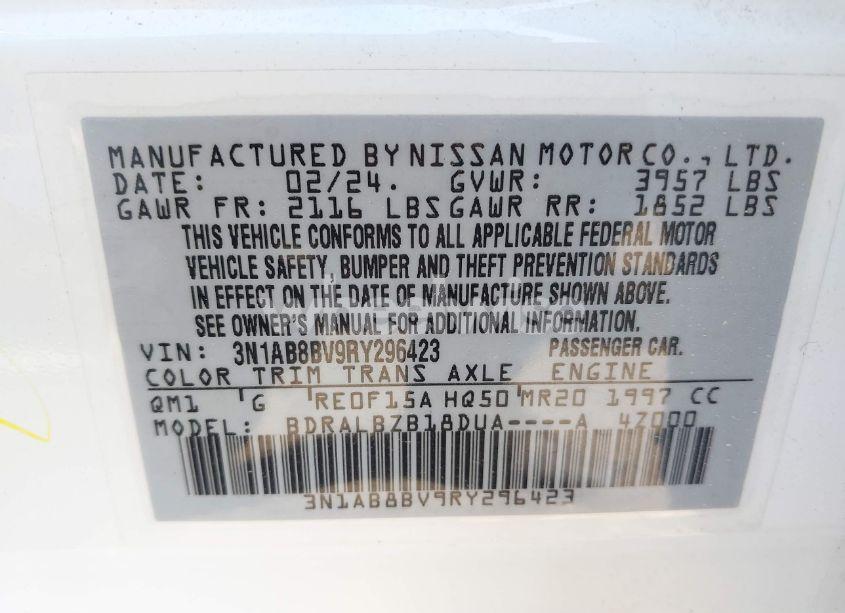 MANUFACTURED BY NISSAN MOTOR CO., LTD.
DATE: 02/24. GVWR: 3957 LBS
GAWR FR: 2116 LBS GAWR RR: 1852 LBS
THIS VEHICLE CONFORMS TO ALL APPLICABLE FEDERAL MOTOR
VEHICLE SAFETY, BUMPER AND THEFT PREVENTION STANDARDS
IN EFFECT ON THE DATE OF MANUFACTURE SHOWN ABOVE.
SEE OWNER'S MANUAL FOR ADDITIONAL INFORMATION
VIN: 3N1AB8BV9RY296423 PASSENGER CAR.
COLOR TRIM TRANS AXLE ENGINE
QM1 G RE0F15A HQ50 MR20 1997 CC
MODEL: BDRALBZB18DUA----A 4Z000
3N1AB8BV9RY296423